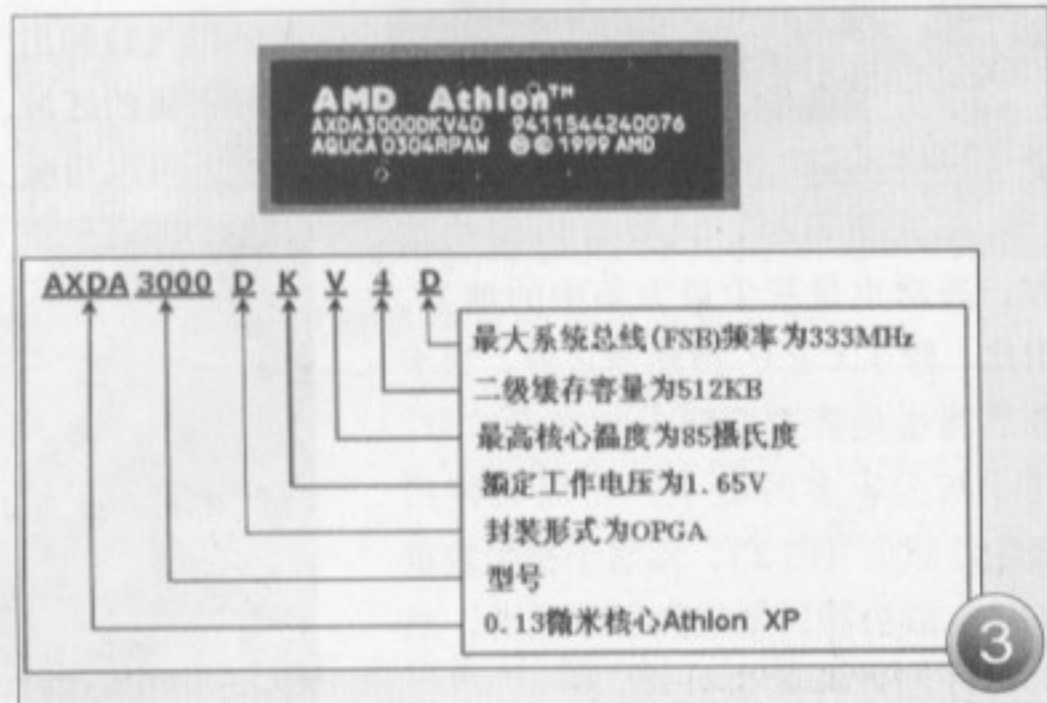 AMD Athlon™
AXDA3000DKV4D 9411544240076
AQUCA 0304RPAW ⓜ © 1999 AMD
AXDA 3000 D K V 4 D
最大系统总线(FSB)频率为333MHz
二级缓存容量为512KB
最高核心温度为85摄氏度
额定工作电压为1.65V
封装形式为OPGA
型号
0.13微米核心Athlon XP
3